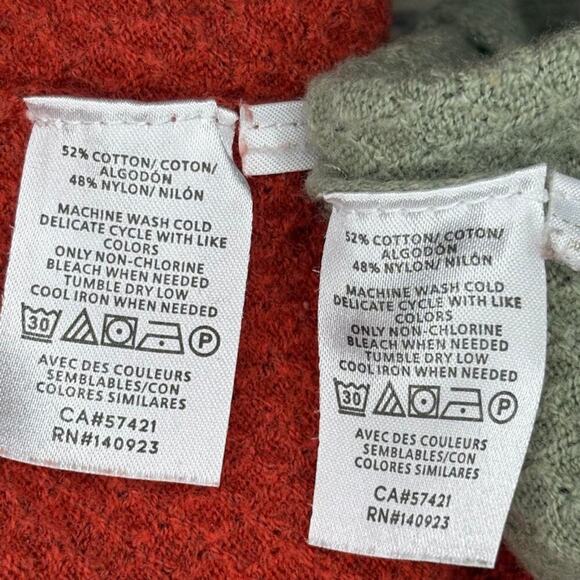 52% COTTON/ COTON/
ALGODÓN
48% NYLON/ NILÓN
MACHINE WASH COLD
DELICATE CYCLE WITH LIKE
COLORS
ONLY NON-CHLORINE
BLEACH WHEN NEEDED
TUMBLE DRY LOW
COOL IRON WHEN NEEDED
30 P
AVEC DES COULEURS
SEMBLABLES/CON
COLORES SIMILARES
CA#57421
RN#140923
52% COTTON/ COTON/
ALGODÓN
48% NYLON/ NILÓN
MACHINE WASH COLD
DELICATE CYCLE WITH LIKE
COLORS
ONLY NON-CHLORINE
BLEACH WHEN NEEDED
TUMBLE DRY LOW
COOL IRON WHEN NEEDED
30 P
AVEC DES COULEURS
SEMBLABLES/CON
COLORES SIMILARES
CA#57421
RN#140923